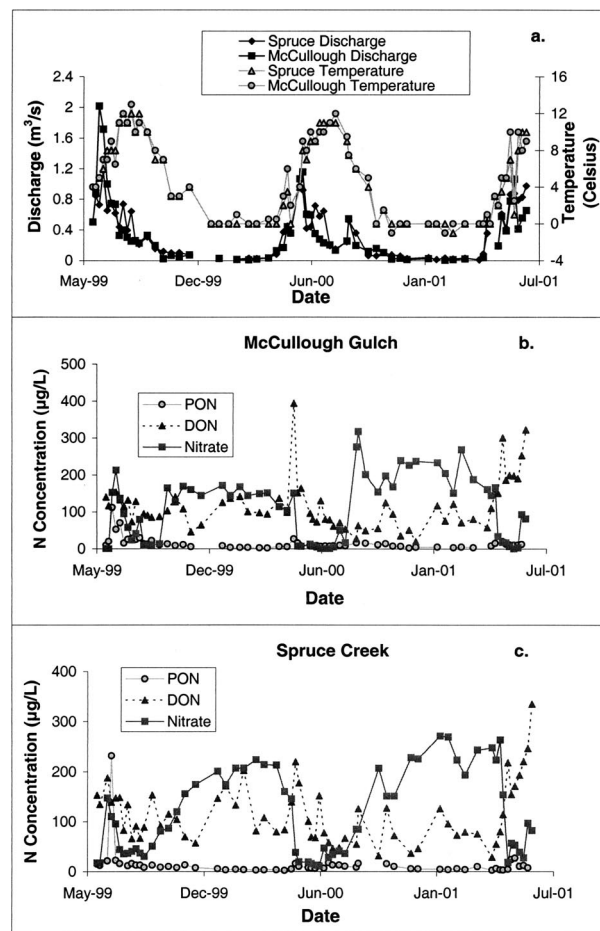 a.
Spruce Discharge
McCullough Discharge
Spruce Temperature
McCullough Temperature
Discharge (m³/s)
2.4
2
1.6
1.2
0.8
0.4
0
16
12
8
4
0
-4
Temperature
(Celsius)
May-99 Dec-99 Jun-00 Jan-01 Jul-01
Date
McCullough Gulch b.
N Concentration (µg/L)
500
400
300
200
100
0
PON
DON
Nitrate
May-99 Dec-99 Jun-00 Jan-01 Jul-01
Date
Spruce Creek c.
N Concentration (µg/L)
400
300
200
100
0
PON
DON
Nitrate
May-99 Dec-99 Jun-00 Jan-01 Jul-01
Date